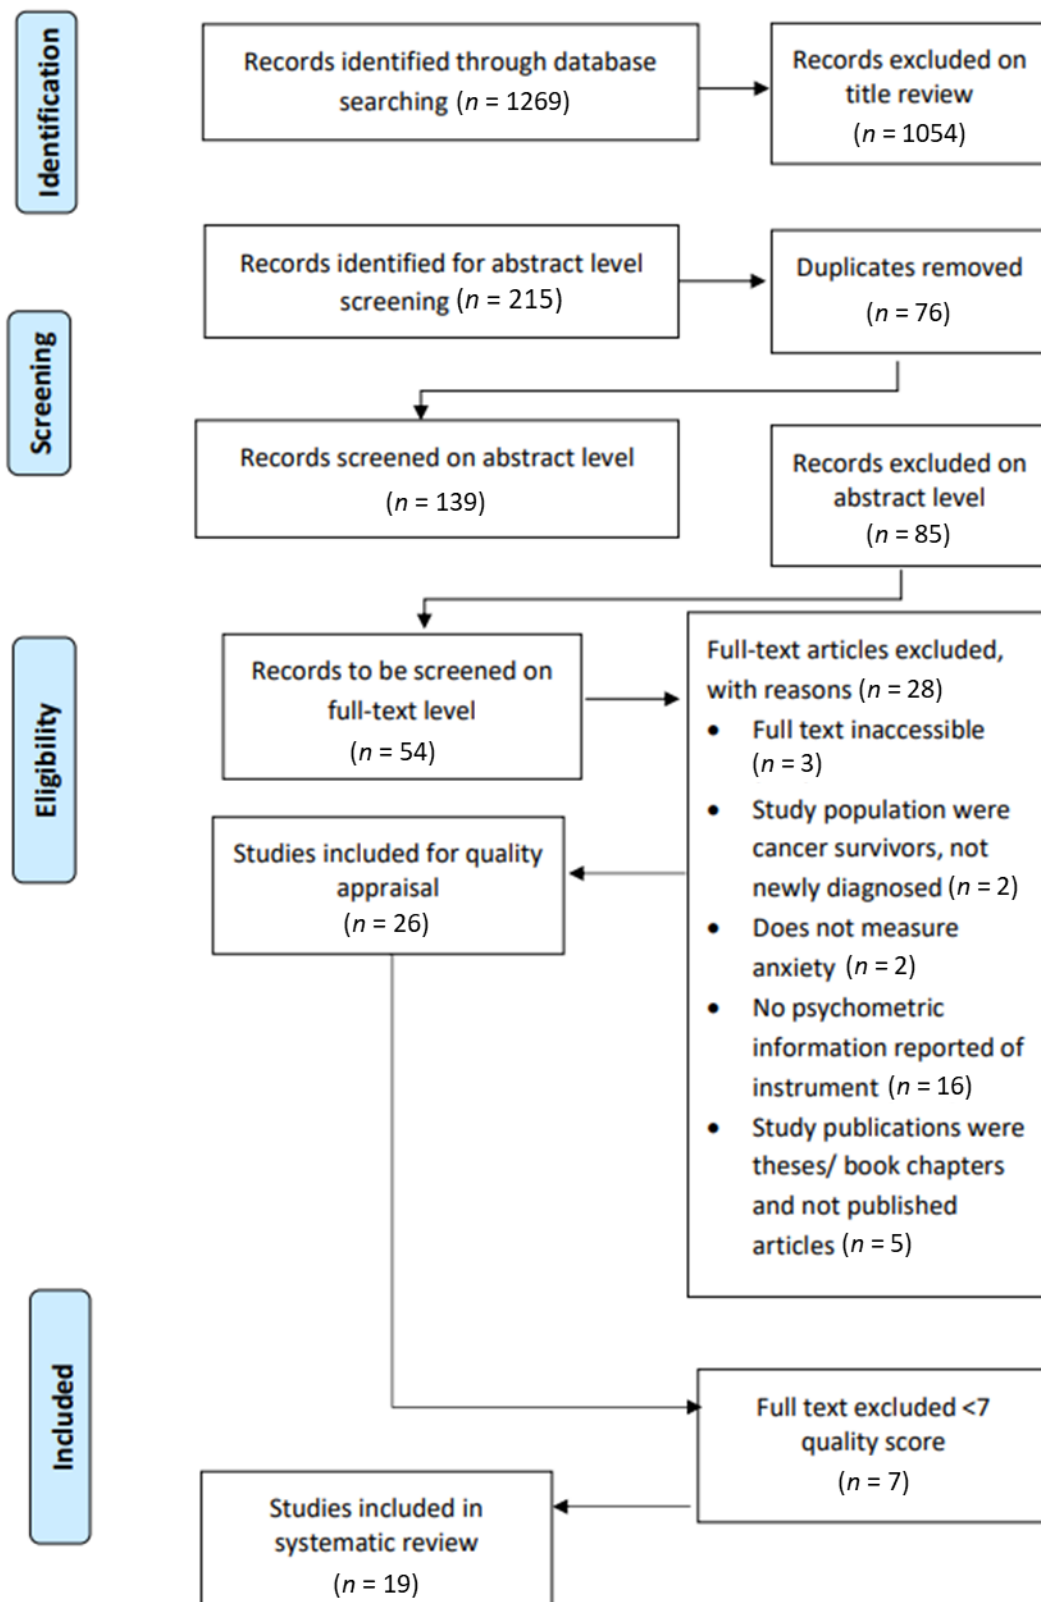 Identification
Records identified through database
searching (n = 1269)
Records excluded on
title review
(n = 1054)
Records identified for abstract level
screening (n = 215)
Duplicates removed
(n = 76)
Screening
Records screened on abstract level
(n = 139)
Records excluded on
abstract level
(n = 85)
Eligibility
Records to be screened on
full-text level
(n = 54)
Full-text articles excluded,
with reasons (n = 28)
• Full text inaccessible
(n = 3)
• Study population were
cancer survivors, not
newly diagnosed (n = 2)
• Does not measure
anxiety (n = 2)
• No psychometric
information reported of
instrument (n = 16)
• Study publications were
theses/ book chapters
and not published
articles (n = 5)
Studies included for quality
appraisal
(n = 26)
Included
Full text excluded <7
quality score
(n = 7)
Studies included in
systematic review
(n = 19)